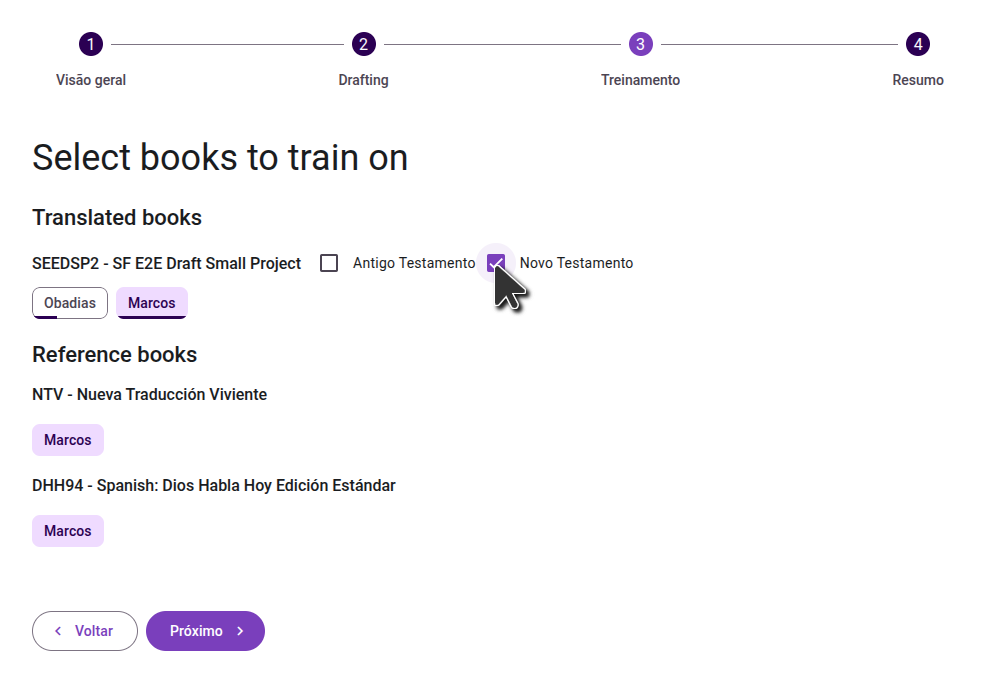 1 2 3 4
Visão geral Drafting Treinamento Resumo
Select books to train on
Translated books
SEEDSP2 - SF E2E Draft Small Project Antigo Testamento Novo Testamento
Obadias Marcos
Reference books
NTV - Nueva Traducción Viviente
Marcos
DHH94 - Spanish: Dios Habla Hoy Edición Estándar
Marcos
Voltar Próximo